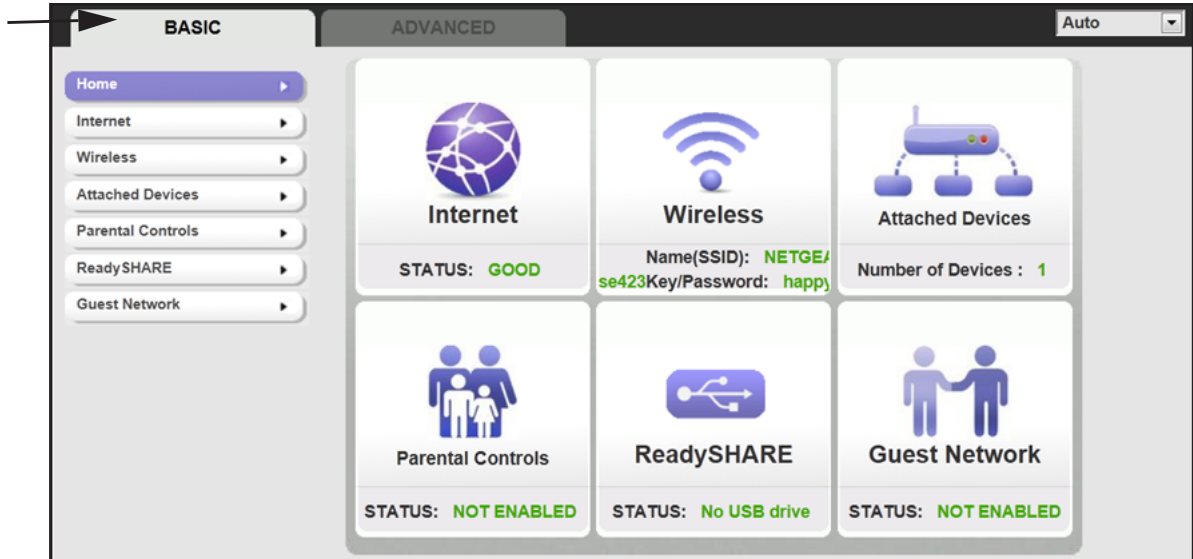 BASIC
ADVANCED
Auto
Home
Internet
Wireless
Attached Devices
Parental Controls
ReadySHARE
Guest Network
Internet
STATUS: GOOD
Wireless
Name(SSID): NETGEA
se423Key/Password: happy
Attached Devices
Number of Devices : 1
Parental Controls
STATUS: NOT ENABLED
ReadySHARE
STATUS: No USB drive
Guest Network
STATUS: NOT ENABLED